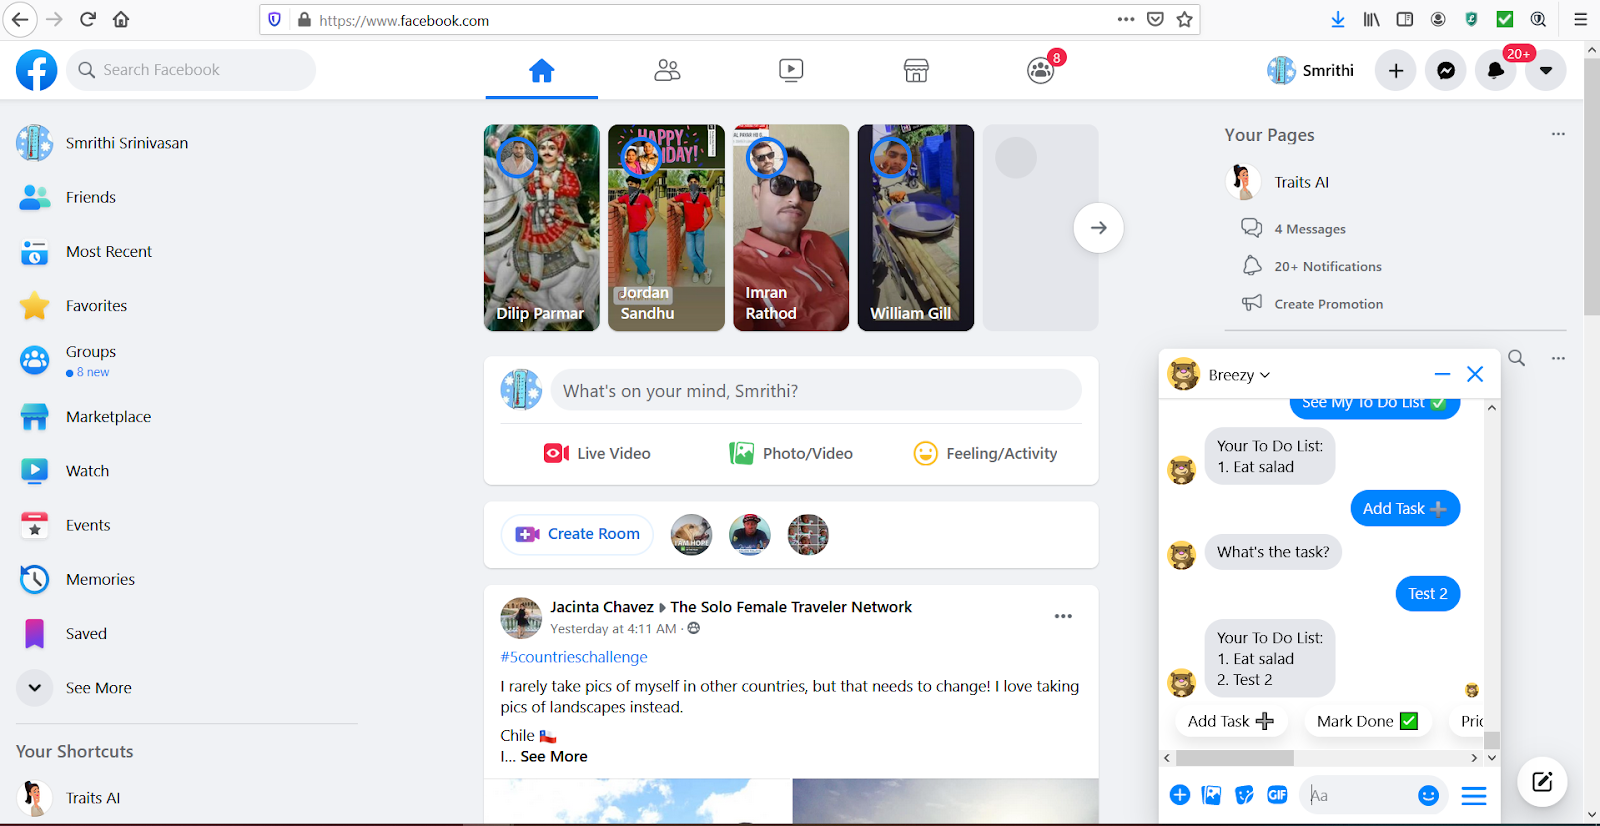 https://www.facebook.com
Search Facebook
8
Smrithi
20+
Smrithi Srinivasan
Friends
Most Recent
Favorites
Groups
8 new
Marketplace
Watch
Events
Memories
Saved
See More
Your Shortcuts
Traits AI
HAPPY
Dilip Parmar
Jordan
Sandhu
Imran
Rathod
William Gill
What's on your mind, Smrithi?
Live Video
Photo/Video
Feeling/Activity
Create Room
I AM HOPE
Jacinta Chavez
The Solo Female Traveler Network
Yesterday at 4:11 AM ·
#5countrieschallenge
I rarely take pics of myself in other countries, but that needs to change! I love taking
pics of landscapes instead.
Chile 🇨🇱
I... See More
Your Pages
Traits AI
4 Messages
20+ Notifications
Create Promotion
Breezy
See My To Do List ✅
Your To Do List:
1. Eat salad
Add Task ➕
What's the task?
Test 2
Your To Do List:
1. Eat salad
2. Test 2
Add Task ➕
Mark Done ✅
GIF
Aa